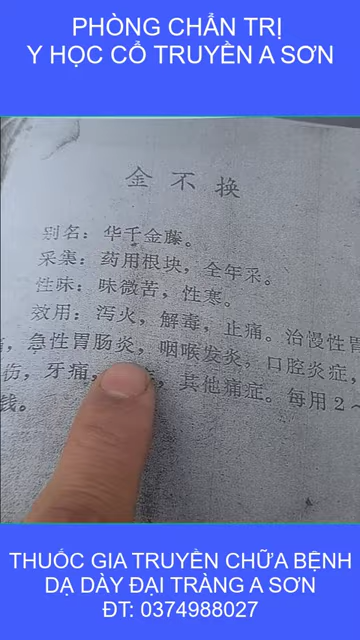 PHÒNG CHẨN TRỊ
Y HỌC CỔ TRUYỀN A SƠN
金不换
别名：华千金藤。
采集：药用根块，全年采。
性味：味微苦，性寒。
效用：泻火，解毒，止痛。治慢性胃
急性胃肠炎，咽喉发炎，口腔炎症，
伤，牙痛，其他痛症。每用2～
钱。
THUỐC GIA TRUYỀN CHỮA BỆNH
DẠ DÀY ĐẠI TRÀNG A SƠN
ĐT: 0374988027